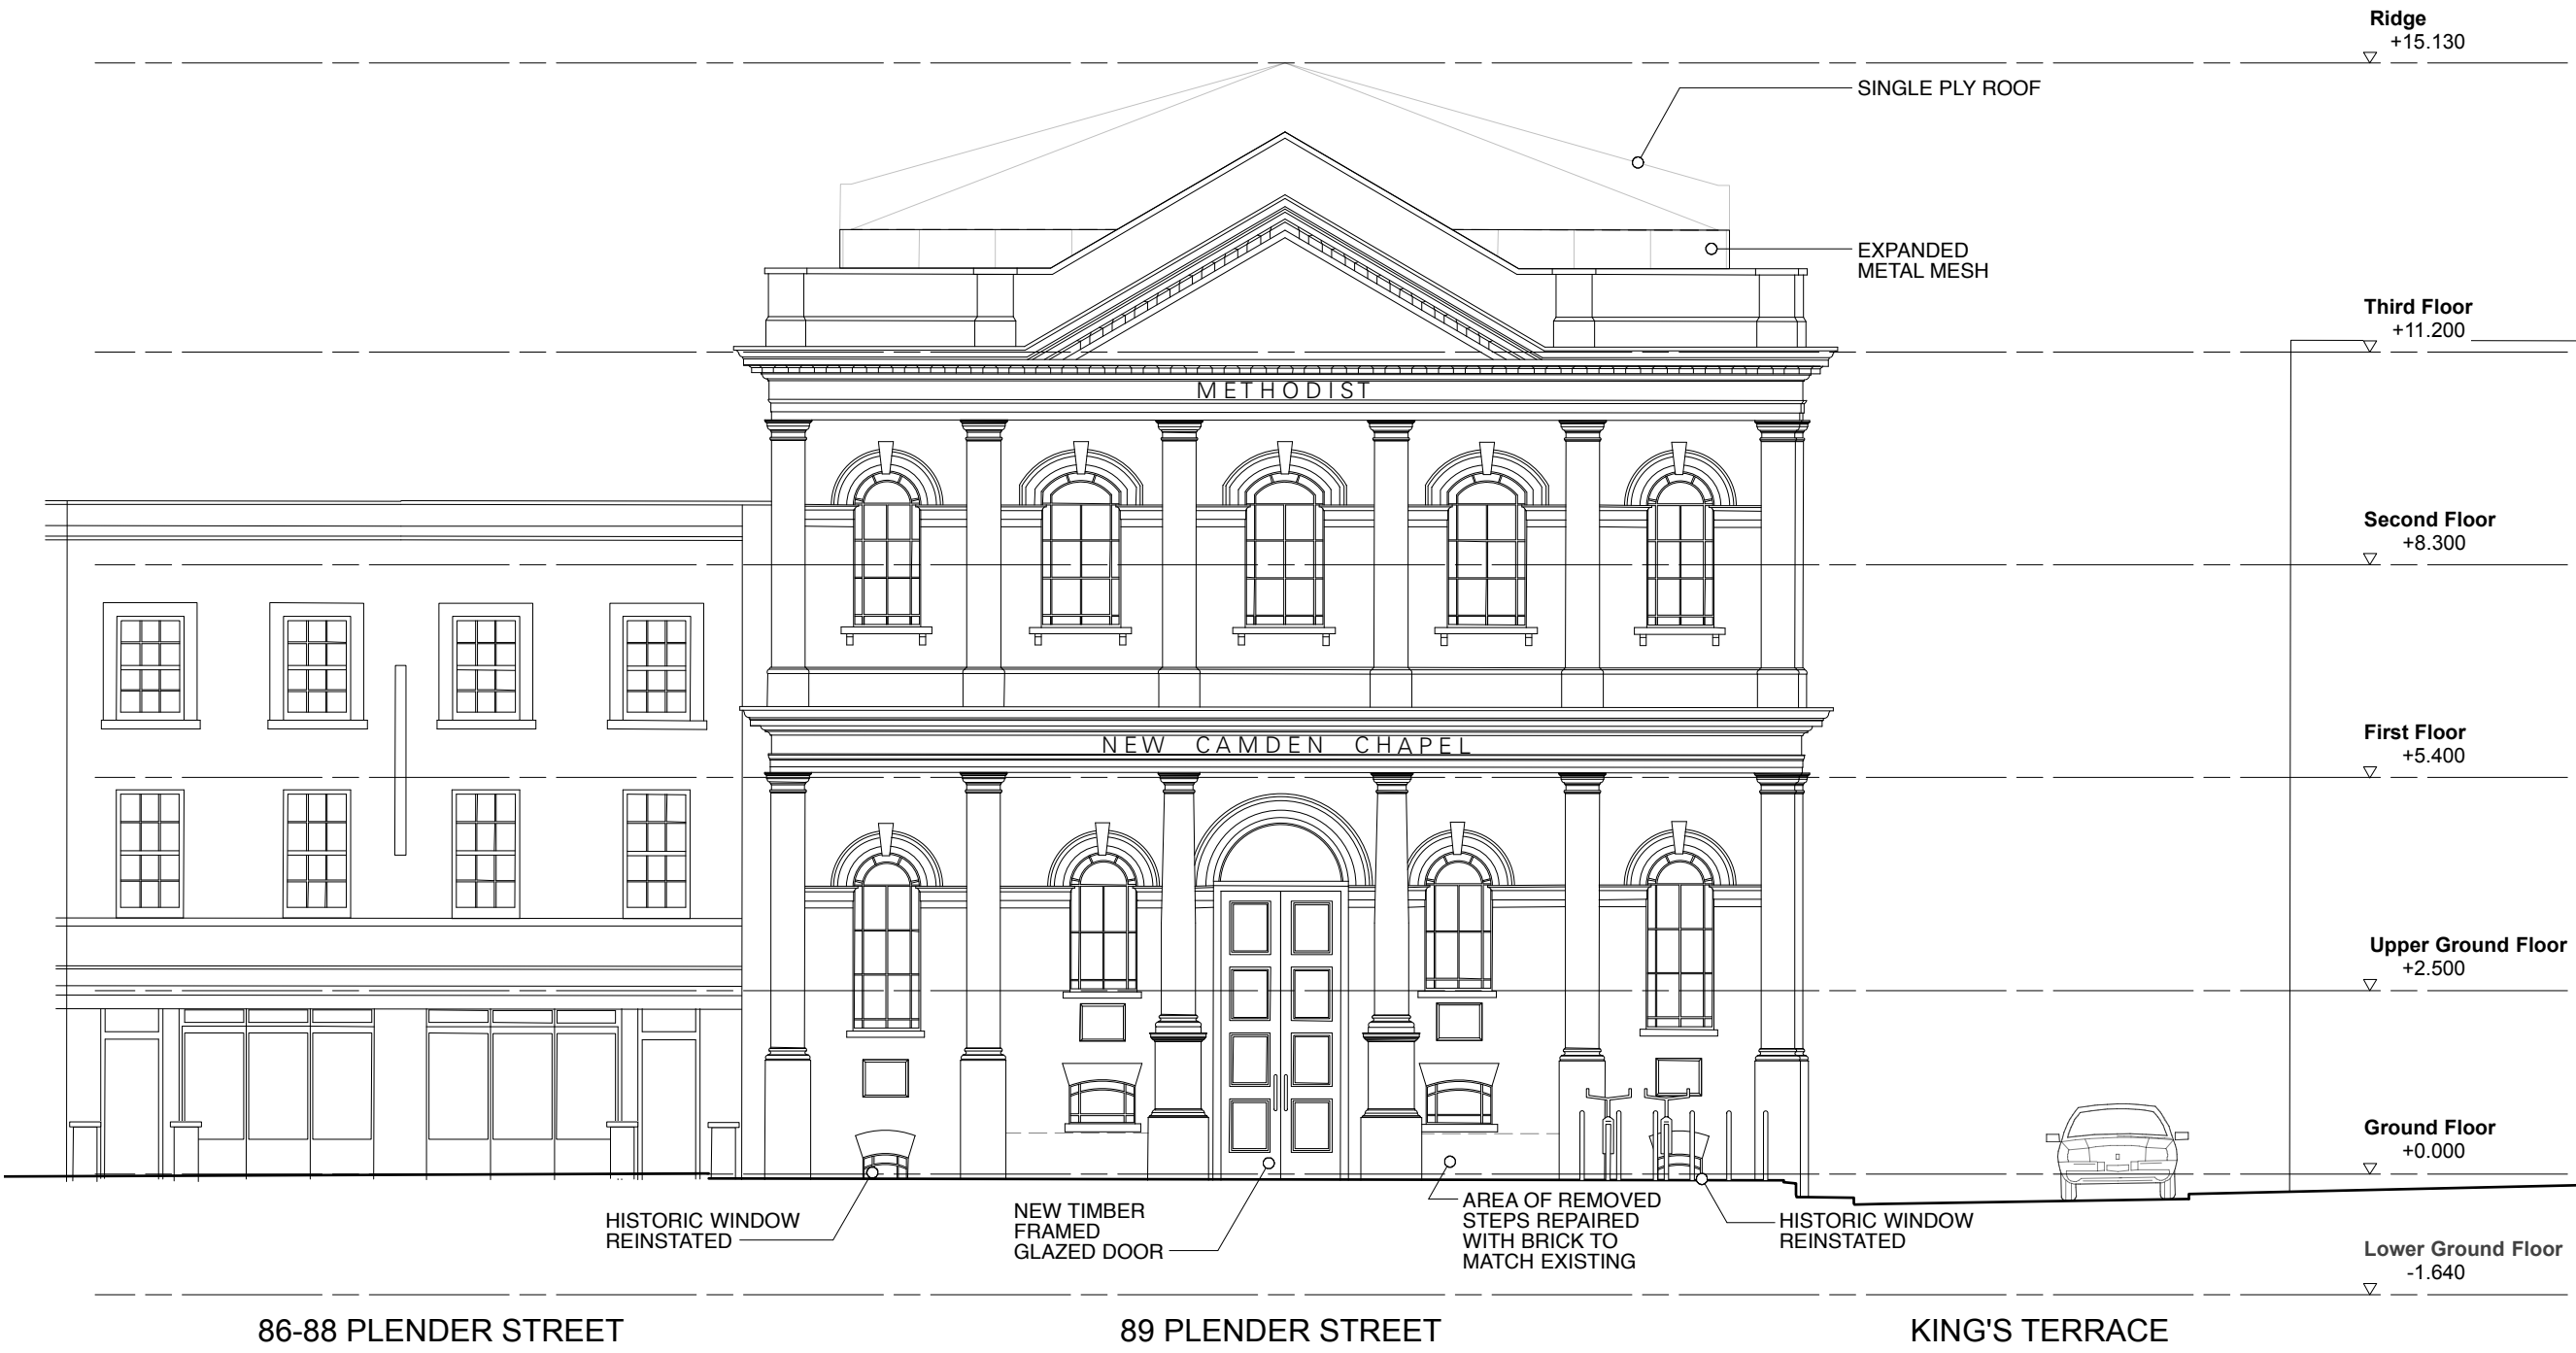 Ridge
+15.130
SINGLE PLY ROOF
EXPANDED
METAL MESH
Third Floor
+11.200
METHODIST
Second Floor
+8.300
First Floor
+5.400
NEW CAMDEN CHAPEL
Upper Ground Floor
+2.500
Ground Floor
+0.000
HISTORIC WINDOW
REINSTATED
NEW TIMBER
FRAMED
GLAZED DOOR
AREA OF REMOVED
STEPS REPAIRED
WITH BRICK TO
MATCH EXISTING
HISTORIC WINDOW
REINSTATED
Lower Ground Floor
-1.640
86-88 PLENDER STREET
89 PLENDER STREET
KING'S TERRACE